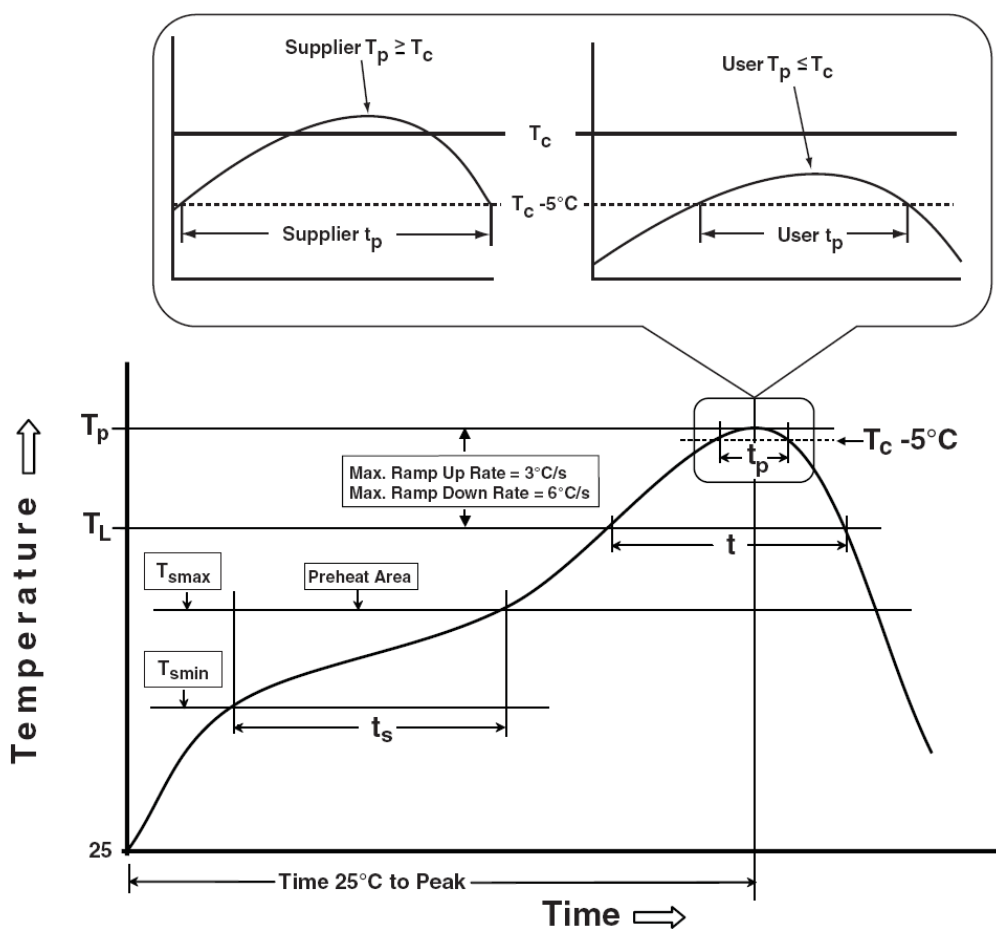 Supplier Tp ≥ Tc
User Tp ≤ Tc
Tc
Tc -5°C
Supplier tp
User tp
Tp
Tc -5°C
tp
Max. Ramp Up Rate = 3°C/s
Max. Ramp Down Rate = 6°C/s
TL
t
Tsmax
Preheat Area
Tsmin
ts
Temperature
25
Time 25°C to Peak
Time